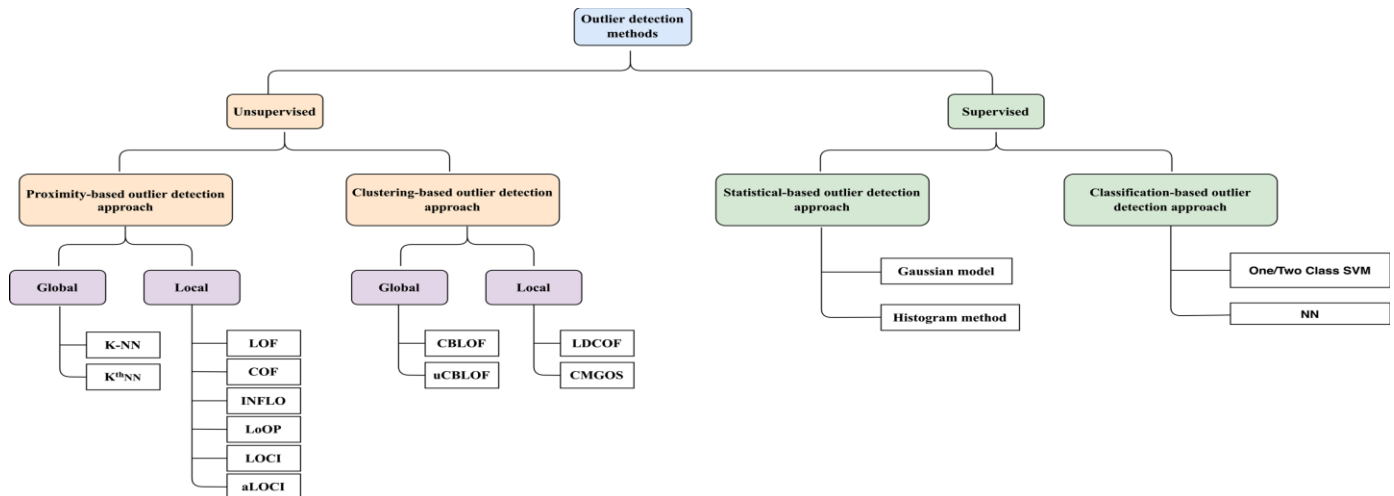 Outlier detection
methods
Unsupervised
Supervised
Proximity-based outlier detection
approach
Clustering-based outlier detection
approach
Statistical-based outlier detection
approach
Classification-based outlier
detection approach
Global
Local
Global
Local
Gaussian model
Histogram method
One/Two Class SVM
NN
K-NN
KthNN
LOF
COF
INFLO
LoOP
LOCI
aLOCI
CBLOF
uCBLOF
LDCOF
CMGOS